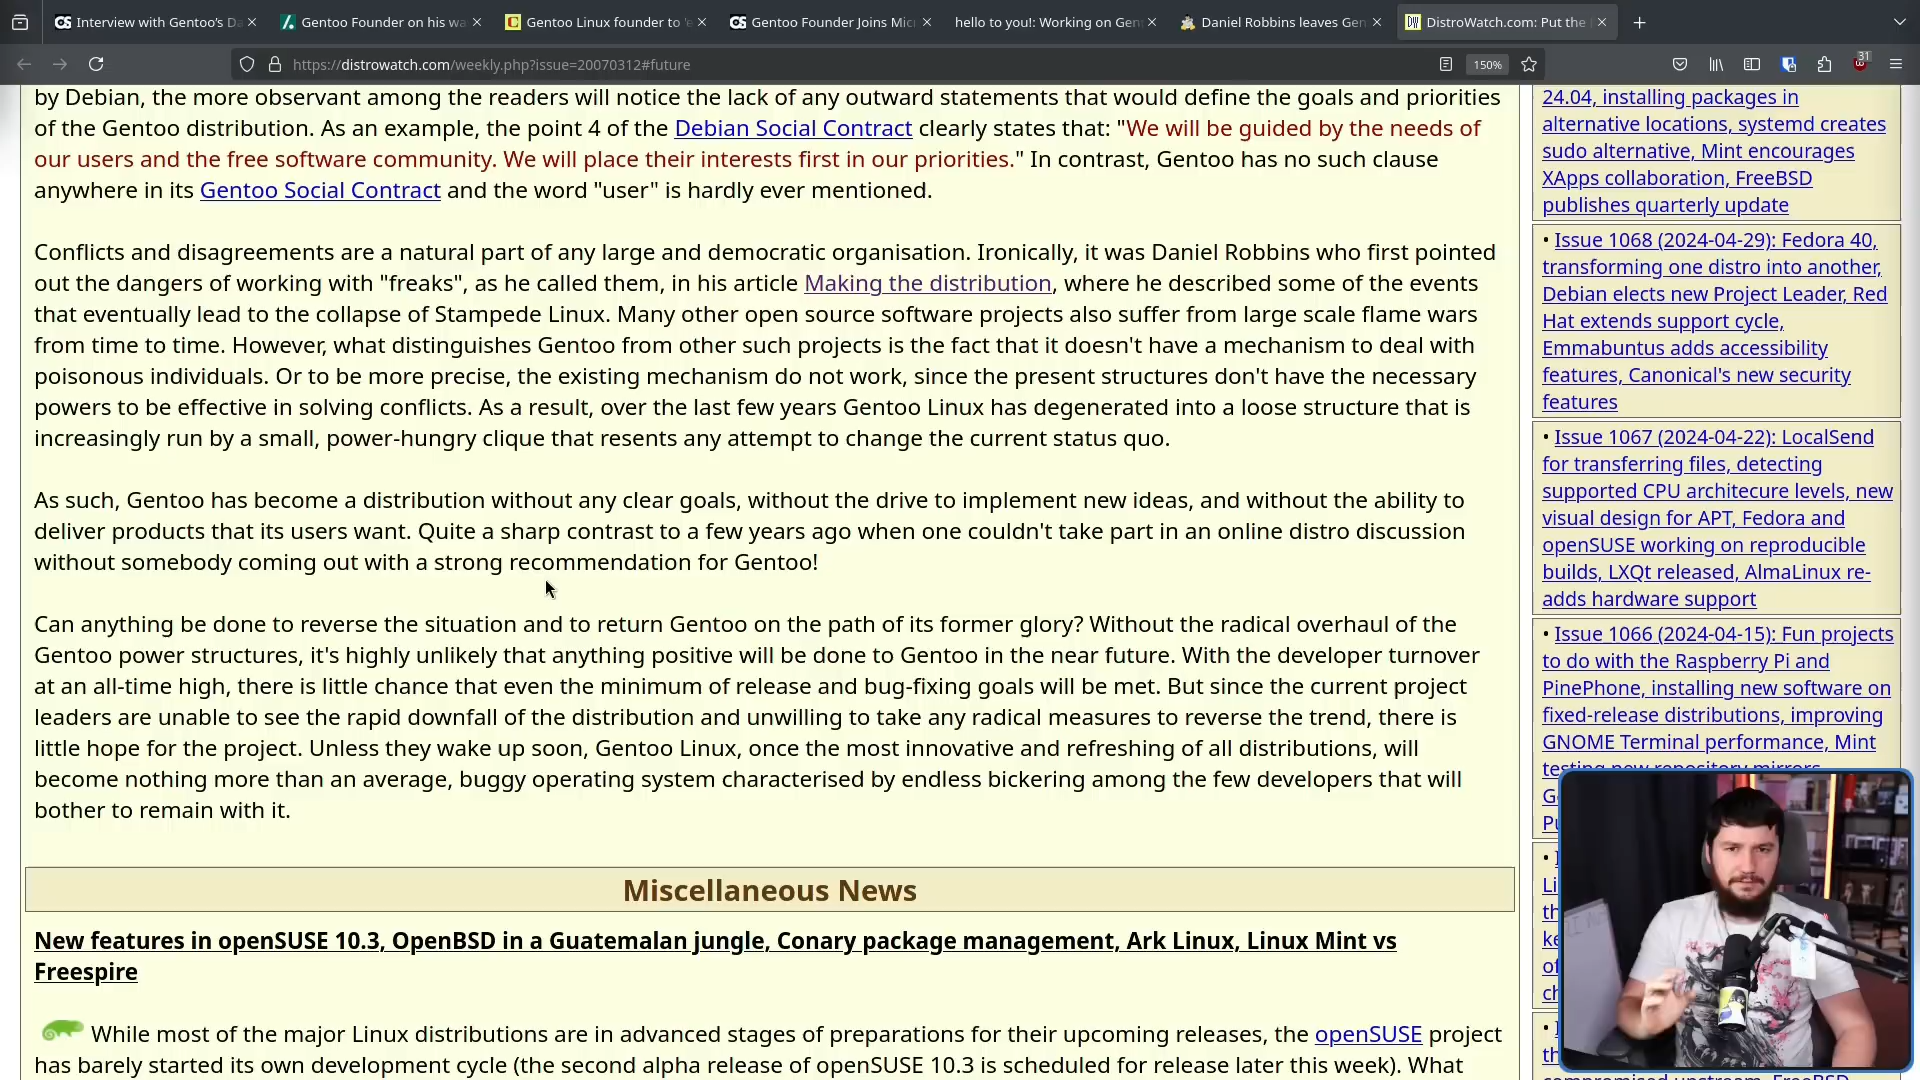 Interview with Gentoo's Da
Gentoo Founder on his wa
Gentoo Linux founder to 'e
Gentoo Founder Joins Mic
hello to you!: Working on Gen
Daniel Robbins leaves Gen
DistroWatch.com: Put the
https://distrowatch.com/weekly.php?issue=20070312#future
150%
31
by Debian, the more observant among the readers will notice the lack of any outward statements that would define the goals and priorities
of the Gentoo distribution. As an example, the point 4 of the Debian Social Contract clearly states that: "We will be guided by the needs of
our users and the free software community. We will place their interests first in our priorities." In contrast, Gentoo has no such clause
anywhere in its Gentoo Social Contract and the word "user" is hardly ever mentioned.
Conflicts and disagreements are a natural part of any large and democratic organisation. Ironically, it was Daniel Robbins who first pointed
out the dangers of working with "freaks", as he called them, in his article Making the distribution, where he described some of the events
that eventually lead to the collapse of Stampede Linux. Many other open source software projects also suffer from large scale flame wars
from time to time. However, what distinguishes Gentoo from other such projects is the fact that it doesn't have a mechanism to deal with
poisonous individuals. Or to be more precise, the existing mechanism do not work, since the present structures don't have the necessary
powers to be effective in solving conflicts. As a result, over the last few years Gentoo Linux has degenerated into a loose structure that is
increasingly run by a small, power-hungry clique that resents any attempt to change the current status quo.
As such, Gentoo has become a distribution without any clear goals, without the drive to implement new ideas, and without the ability to
deliver products that its users want. Quite a sharp contrast to a few years ago when one couldn't take part in an online distro discussion
without somebody coming out with a strong recommendation for Gentoo!
Can anything be done to reverse the situation and to return Gentoo on the path of its former glory? Without the radical overhaul of the
Gentoo power structures, it's highly unlikely that anything positive will be done to Gentoo in the near future. With the developer turnover
at an all-time high, there is little chance that even the minimum of release and bug-fixing goals will be met. But since the current project
leaders are unable to see the rapid downfall of the distribution and unwilling to take any radical measures to reverse the trend, there is
little hope for the project. Unless they wake up soon, Gentoo Linux, once the most innovative and refreshing of all distributions, will
become nothing more than an average, buggy operating system characterised by endless bickering among the few developers that will
bother to remain with it.
Miscellaneous News
New features in openSUSE 10.3, OpenBSD in a Guatemalan jungle, Conary package management, Ark Linux, Linux Mint vs
Freespire
While most of the major Linux distributions are in advanced stages of preparations for their upcoming releases, the openSUSE project
has barely started its own development cycle (the second alpha release of openSUSE 10.3 is scheduled for release later this week). What
24.04, installing packages in
alternative locations, systemd creates
sudo alternative, Mint encourages
XApps collaboration, FreeBSD
publishes quarterly update
• Issue 1068 (2024-04-29): Fedora 40,
transforming one distro into another,
Debian elects new Project Leader, Red
Hat extends support cycle,
Emmabuntus adds accessibility
features, Canonical's new security
features
• Issue 1067 (2024-04-22): LocalSend
for transferring files, detecting
supported CPU architecure levels, new
visual design for APT, Fedora and
openSUSE working on reproducible
builds, LXQt released, AlmaLinux re-
adds hardware support
• Issue 1066 (2024-04-15): Fun projects
to do with the Raspberry Pi and
PinePhone, installing new software on
fixed-release distributions, improving
GNOME Terminal performance, Mint
testing new repository mirrors